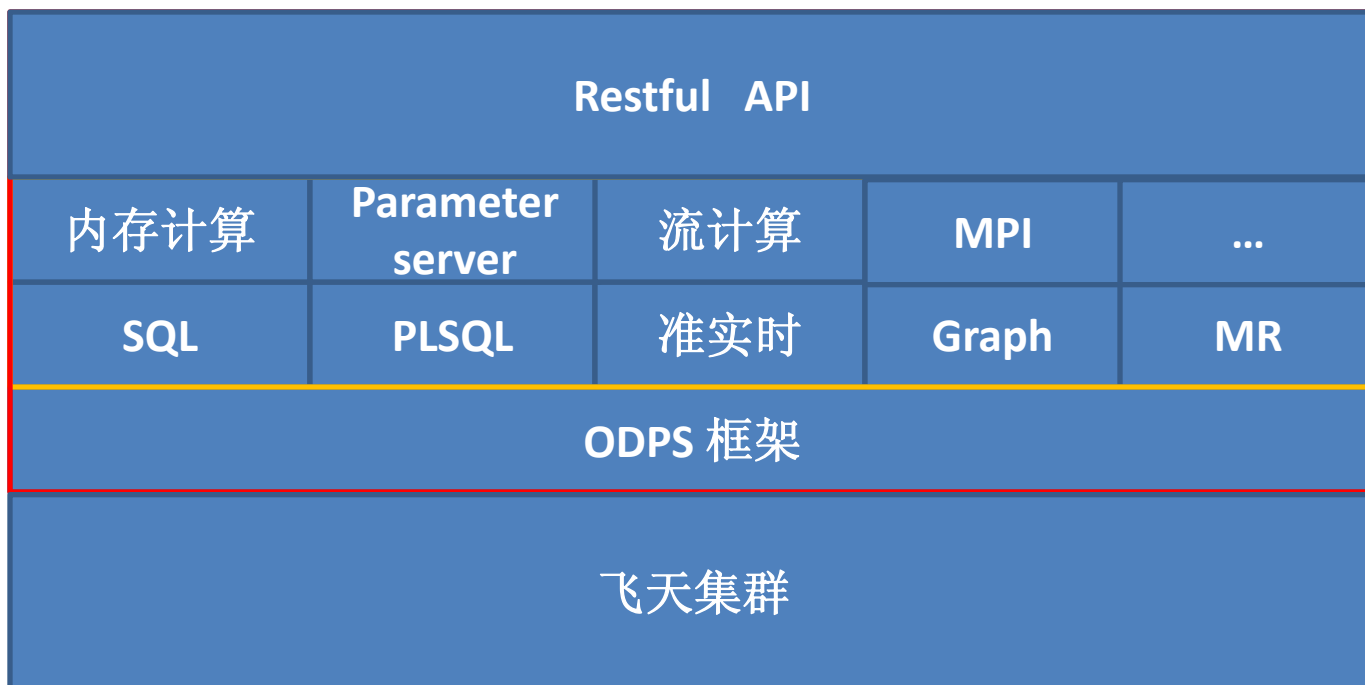 Restful API
内存计算
Parameter
server
流计算
MPI
...
SQL
PLSQL
准实时
Graph
MR
ODPS 框架
飞天集群